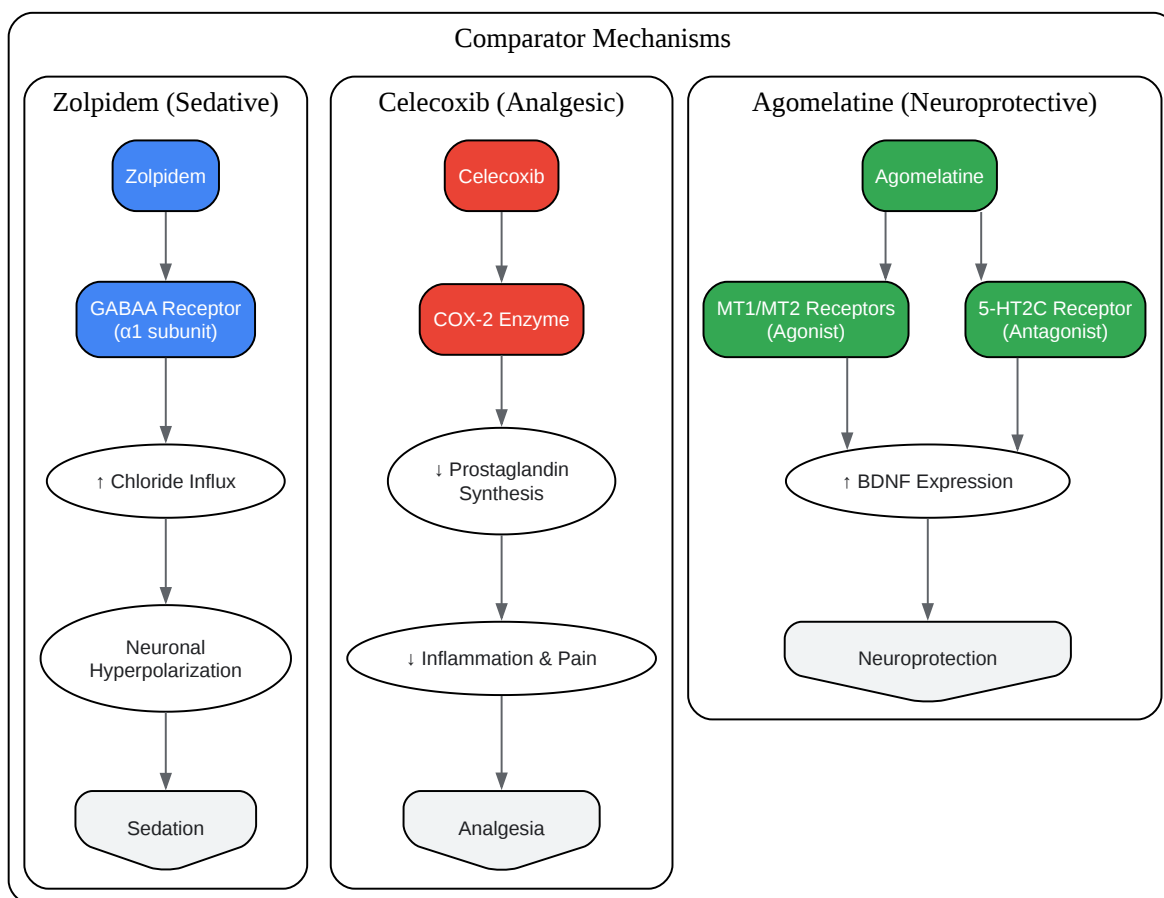 Comparator Mechanisms
Zolpidem (Sedative)
Zolpidem
GABAA Receptor
(α1 subunit)
↑ Chloride Influx
Neuronal
Hyperpolarization
Sedation
Celecoxib (Analgesic)
Celecoxib
COX-2 Enzyme
↓ Prostaglandin
Synthesis
↓ Inflammation & Pain
Analgesia
Agomelatine (Neuroprotective)
Agomelatine
MT1/MT2 Receptors
(Agonist)
5-HT2C Receptor
(Antagonist)
↑ BDNF Expression
Neuroprotection